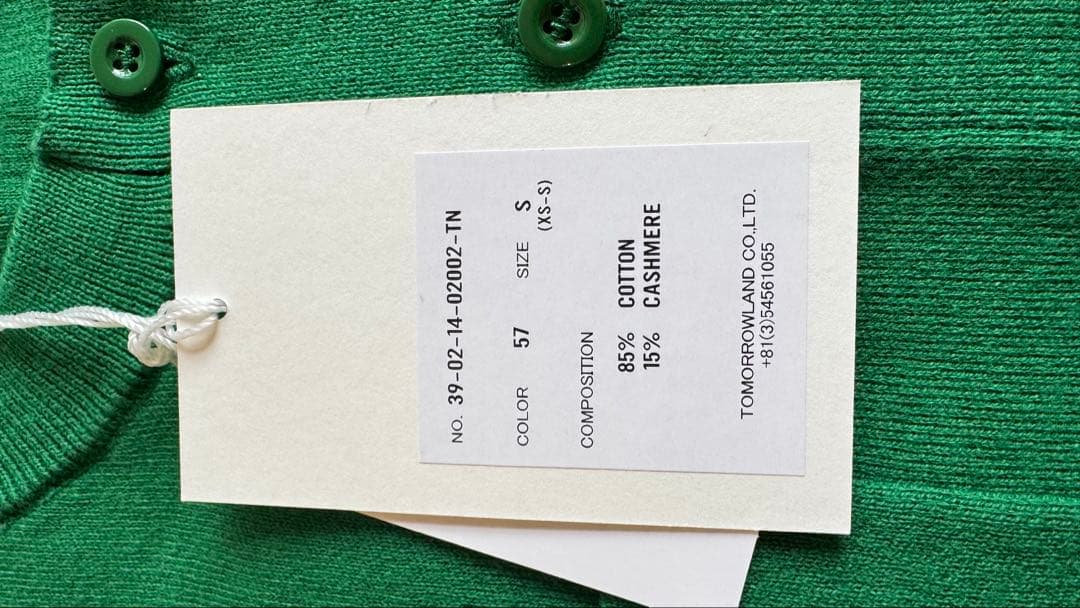 NO. 39-02-14-02002-TN
COLOR 57 SIZE S
(XS-S)
COMPOSITION
85% COTTON
15% CASHMERE
TOMORROWLAND CO.,LTD.
+81(3)54561055